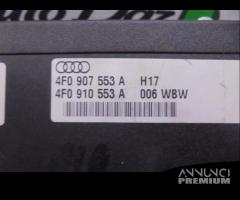 4F0 907 553 A H17
4F0 910 553 A 006 WBW
ANNUNCI
PREMIUM